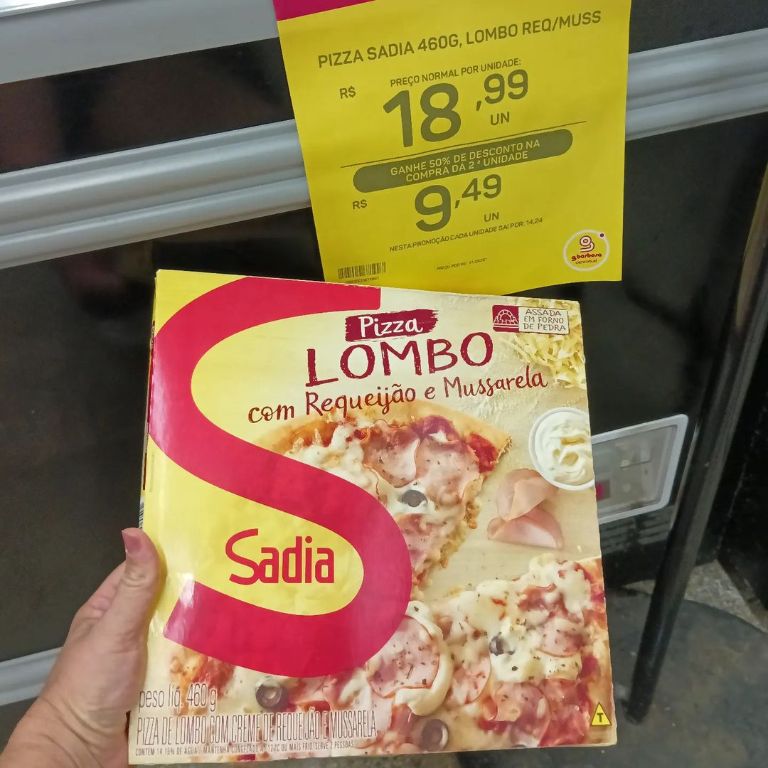 PIZZA SADIA 460G, LOMBO REQ/MUSS
PREÇO NORMAL POR UNIDADE:
R$ 18,99
UN
GANHE 50% DE DESCONTO NA
COMPRA DA 2ª UNIDADE
R$ 9,49
UN
NESTA PROMOÇÃO CADA UNIDADE SAI POR: 14,24
g
gbarbosa
Pizza
LOMBO
com Requeijão e Mussarela
ASSADA
EM FORNO
DE PEDRA
Sadia
peso líq. 460 g
PIZZA DE LOMBO COM CREME DE REQUEIJÃO E MUSSARELA
T